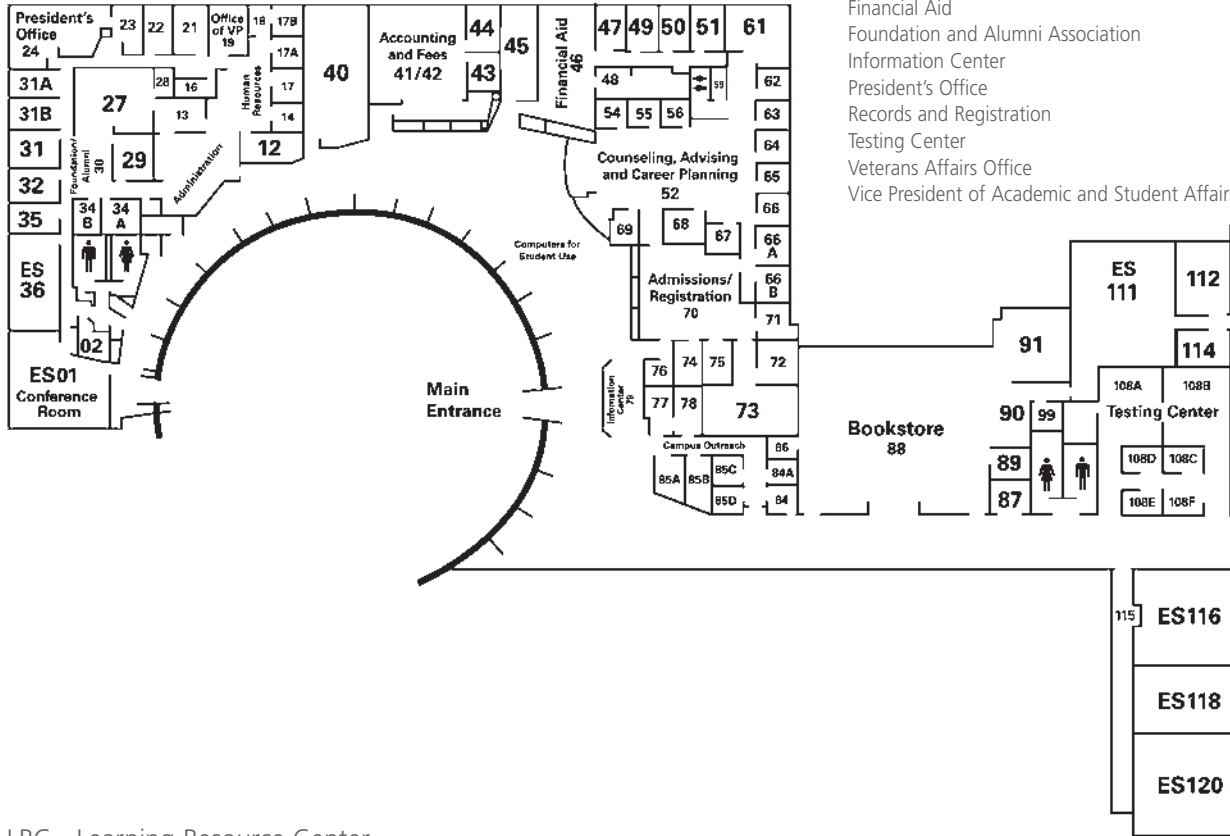 Financial Aid
Foundation and Alumni Association
Information Center
President's Office
Records and Registration
Testing Center
Veterans Affairs Office
Vice President of Academic and Student Affair
President's
Office
24
23
22
21
Office
of VP
19
18
17B
17A
17
14
Human
Resources
28
16
13
27
31A
31B
31
32
35
ES
36
Foundation/
Alumni
30
29
Administration
12
34
B
34
A
02
ES01
Conference
Room
40
Accounting
and Fees
41/42
44
43
45
Financial Aid
46
47
49
50
51
61
48
59
54
55
56
62
63
64
65
66
66
A
66
B
Counseling, Advising
and Career Planning
52
69
68
67
Computers for
Student Use
Admissions/
Registration
70
71
72
74
75
76
77
78
73
Information
Center
79
Main
Entrance
Campus Outreach
86
84A
84
85A
85B
85C
85D
Bookstore
88
91
90
99
89
87
ES
111
112
114
108A
108B
Testing Center
108D
108C
108E
108F
115
ES116
ES118
ES120
LRC - Learning Resource Center